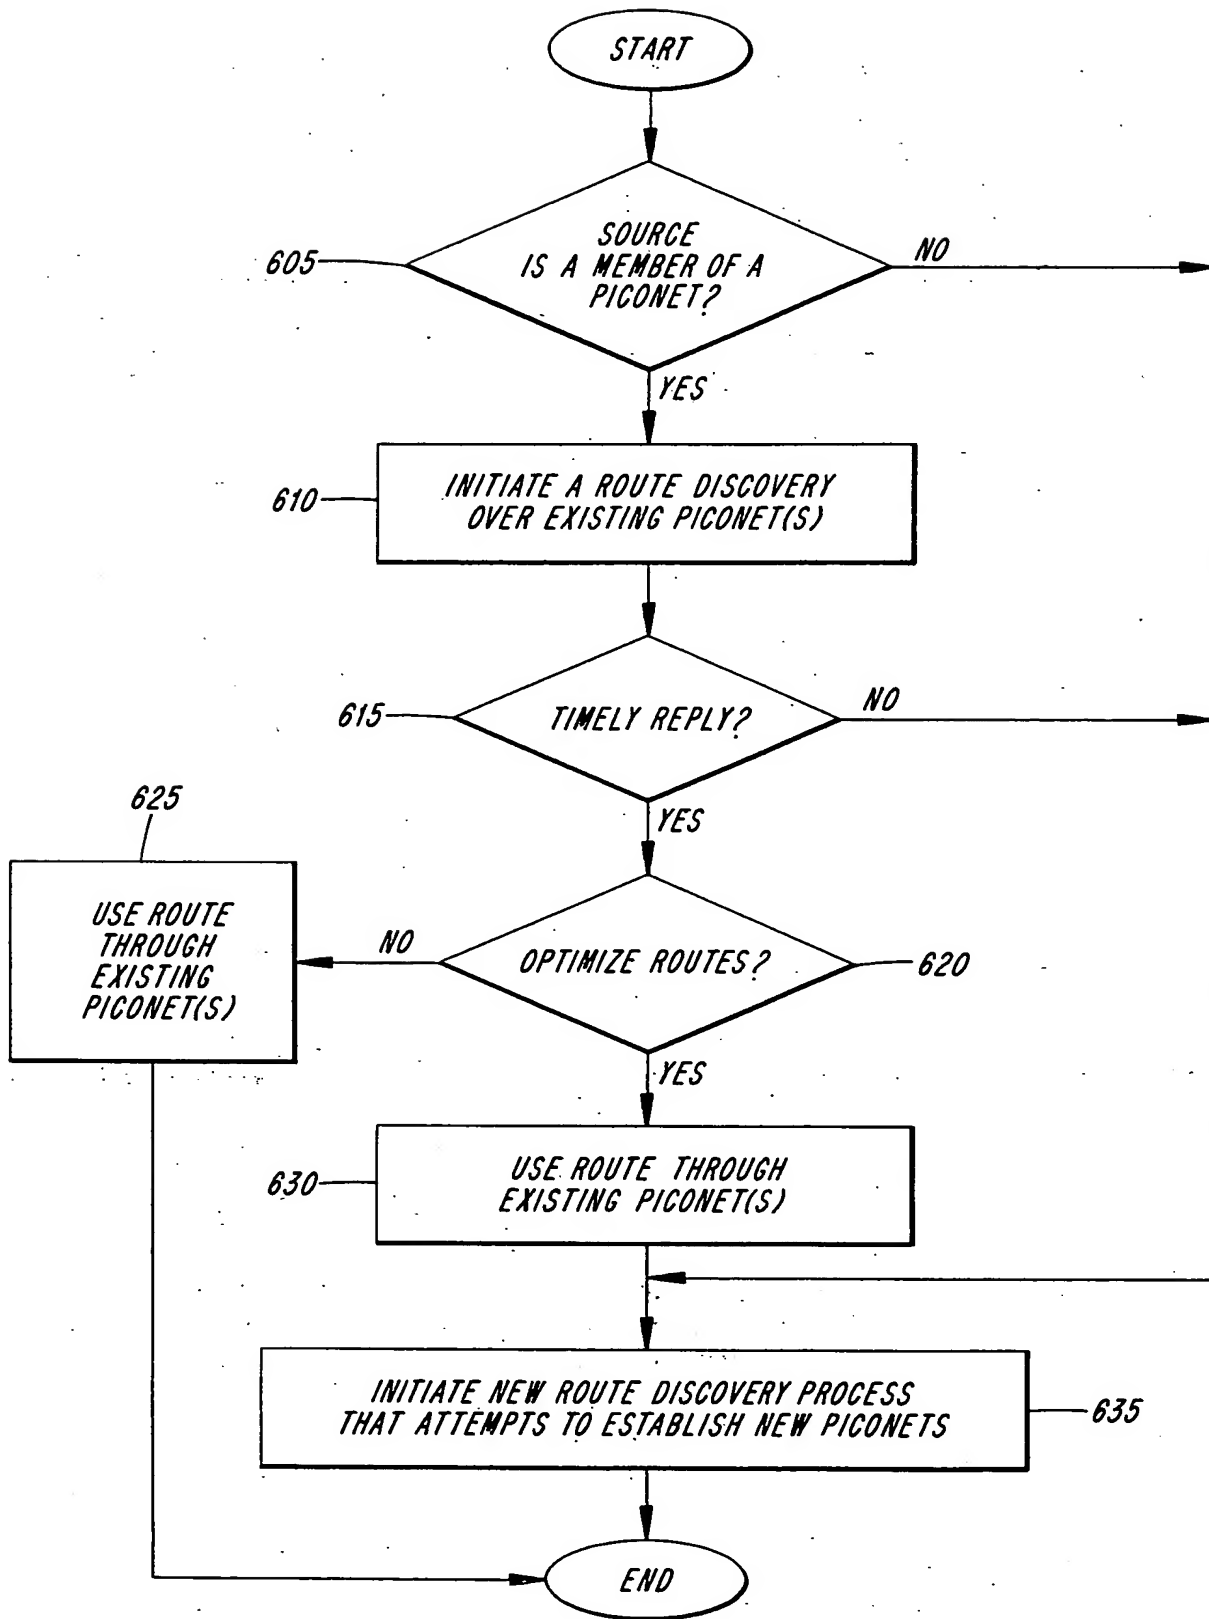 START
SOURCE
IS A MEMBER OF A
PICONET?
605
NO
YES
INITIATE A ROUTE DISCOVERY
OVER EXISTING PICONET(S)
610
TIMELY REPLY?
615
NO
YES
625
USE ROUTE
THROUGH
EXISTING
PICONET(S)
NO
OPTIMIZE ROUTES?
620
YES
USE ROUTE THROUGH
EXISTING PICONET(S)
630
INITIATE NEW ROUTE DISCOVERY PROCESS
THAT ATTEMPTS TO ESTABLISH NEW PICONETS
635
END